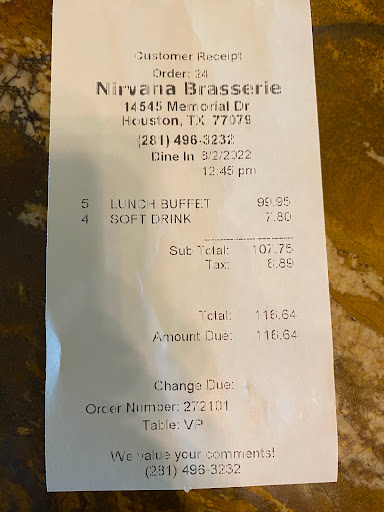 Customer Receipt
Order: 24
Nirvana Brasserie
14545 Memorial Dr
Houston, TX 77079
(281) 496-3232
Dine In 8/2/2022
12:45 pm
5 LUNCH BUFFET 99.95
4 SOFT DRINK 7.80
Sub Total: 107.75
Tax: 8.89
Total: 116.64
Amount Due: 116.64
Change Due:
Order Number: 272101
Table: VP
We value your comments!
(281) 496-3232